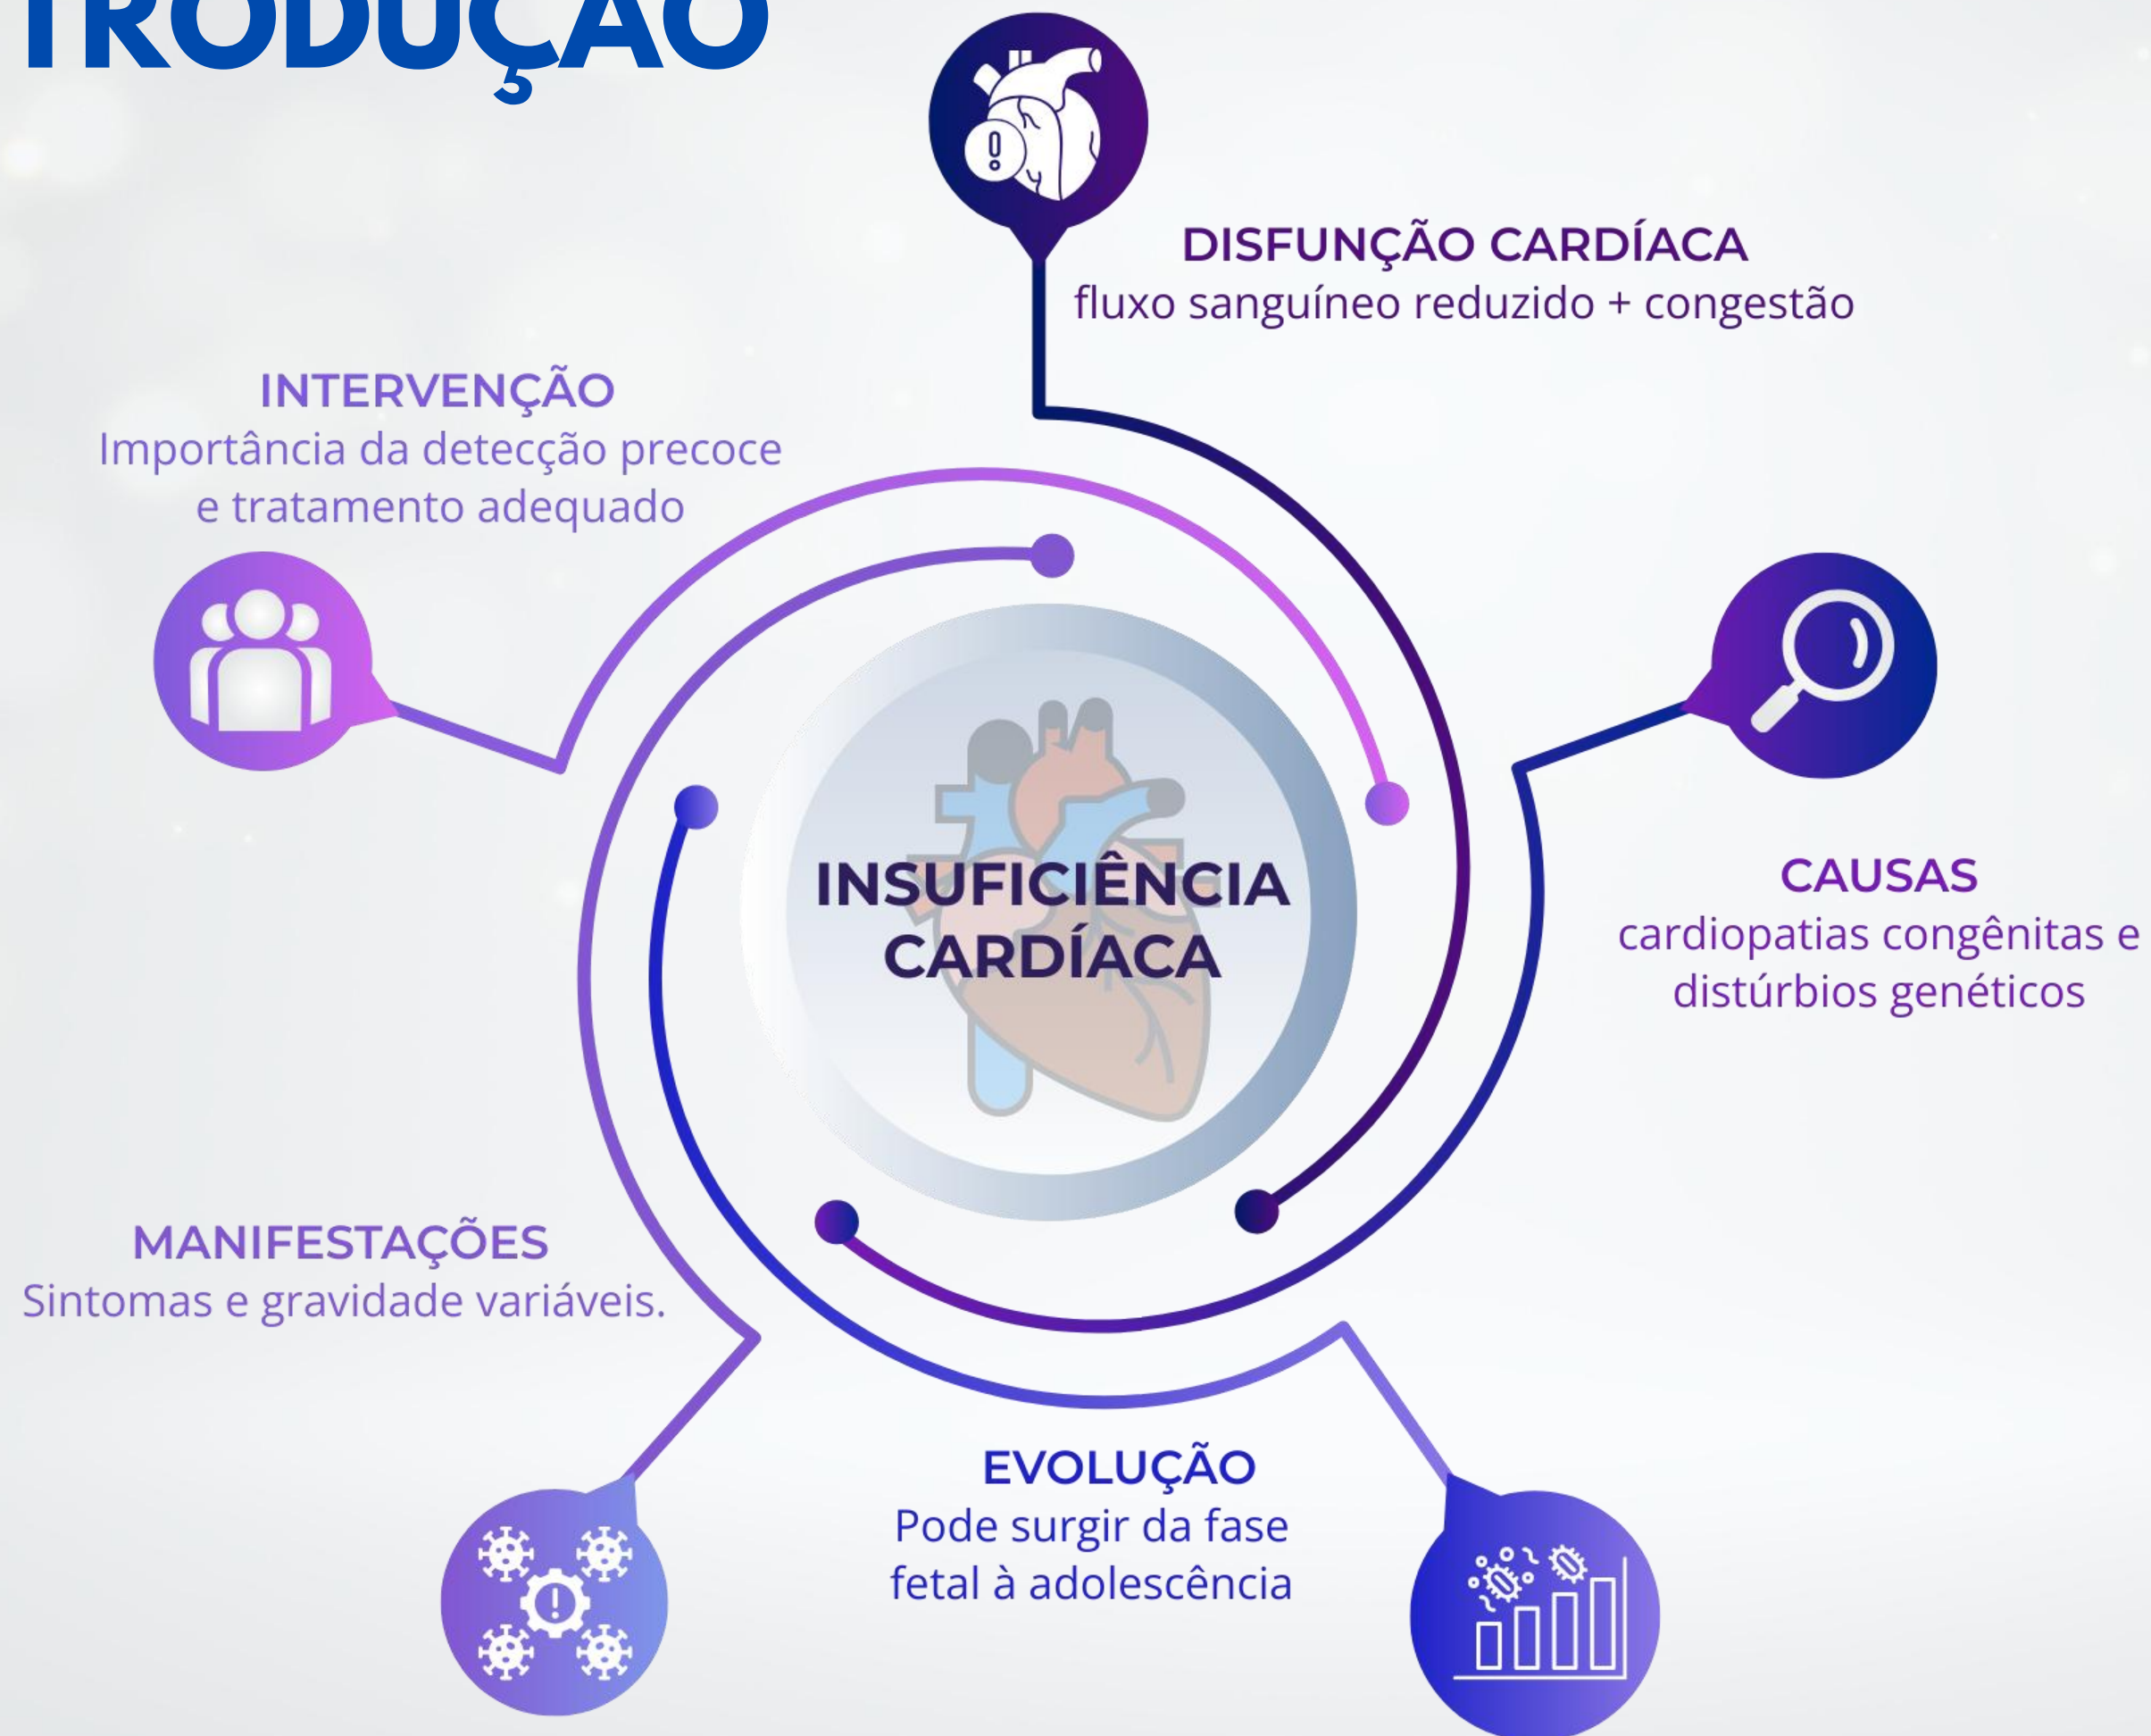 TRODUÇÃO
DISFUNÇÃO CARDÍACA
fluxo sanguíneo reduzido + congestão
INTERVENÇÃO
Importância da detecção precoce
e tratamento adequado
INSUFICIÊNCIA
CARDÍACA
CAUSAS
cardiopatias congênitas e
distúrbios genéticos
MANIFESTAÇÕES
Sintomas e gravidade variáveis.
EVOLUÇÃO
Pode surgir da fase
fetal à adolescência